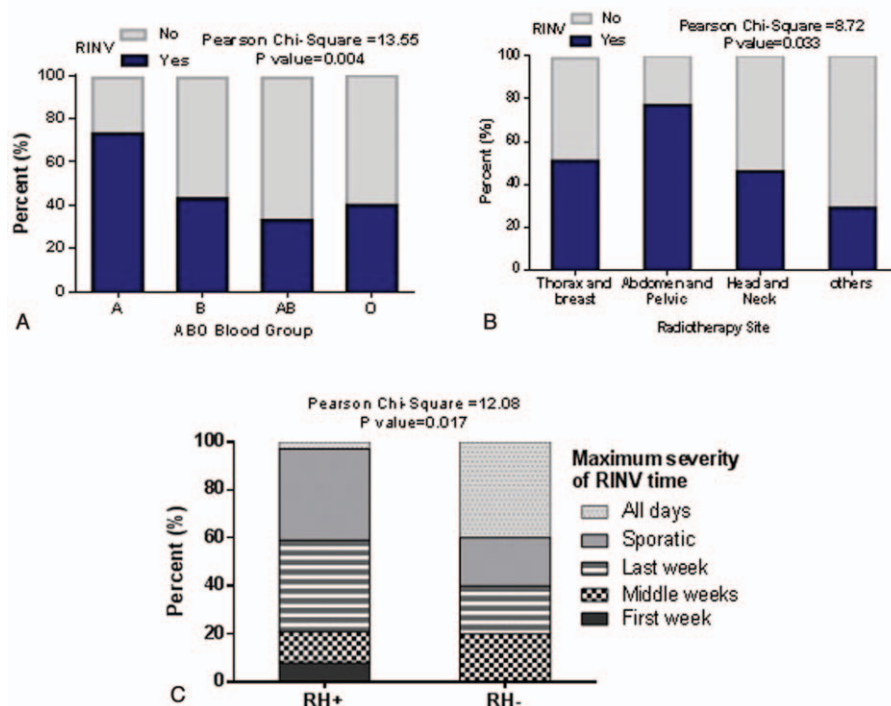 RINV
No
Yes
Pearson Chi-Square =13.55
P value=0.004
Percent (%)
100
80
60
40
20
0
A
B
AB
O
ABO Blood Group
A
RINV
No
Yes
Pearson Chi-Square =8.72
P value=0.033
Percent (%)
100
80
60
40
20
0
Thorax and
breast
Abdomen and
Pelvic
Head and
Neck
others
Radiotherapy Site
B
Pearson Chi-Square =12.08
P value=0.017
Percent (%)
100
80
60
40
20
0
RH+
RH-
Maximum severity
of RINV time
All days
Sporatic
Last week
Middle weeks
First week
C